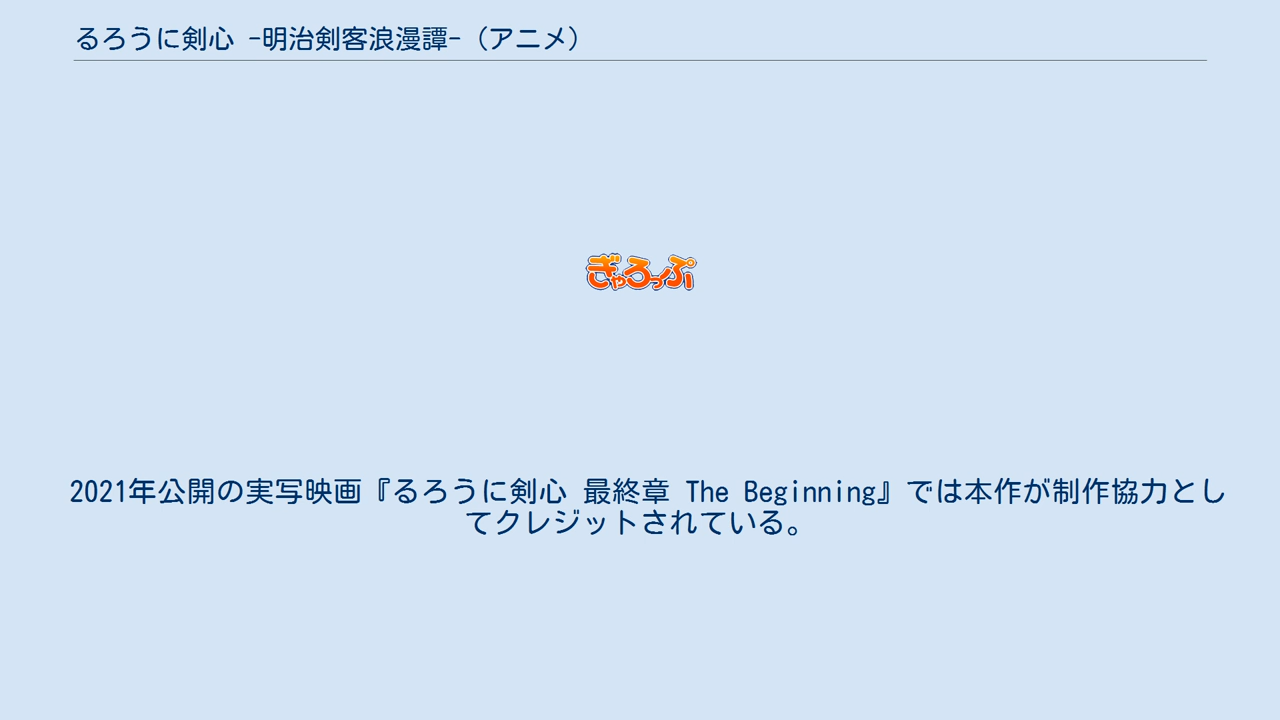 るろうに剣心 -明治剣客浪漫譚-（アニメ）
ぎゃろっぷ
2021年公開の実写映画『るろうに剣心 最終章 The Beginning』では本作が制作協力とし
てクレジットされている。